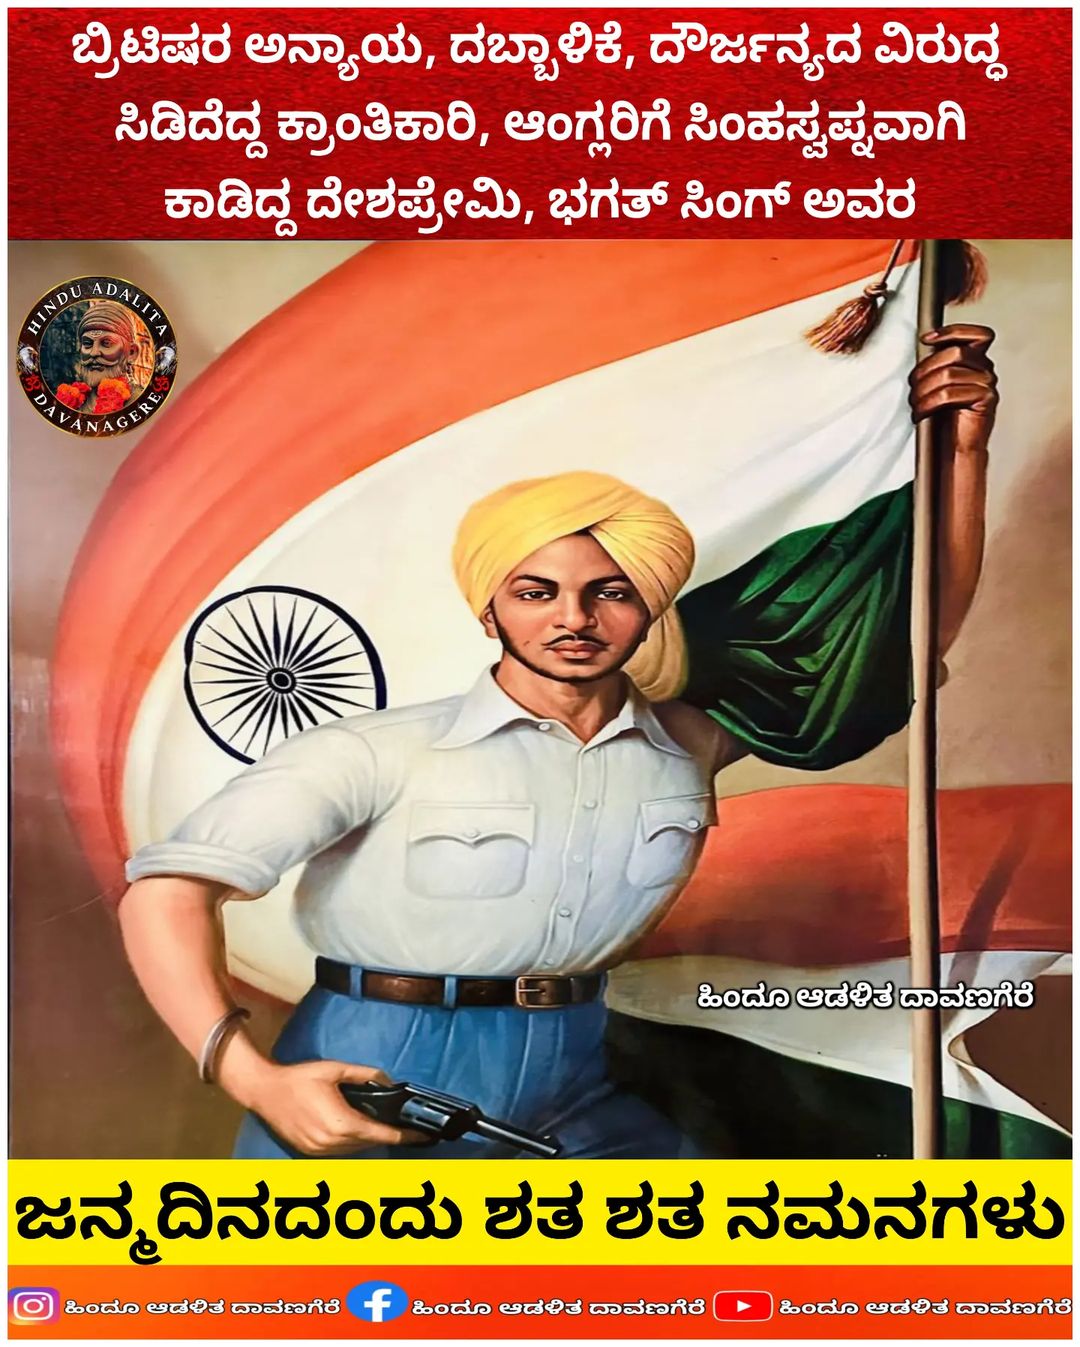 ಬ್ರಿಟಿಷರ ಅನ್ಯಾಯ, ದಬ್ಬಾಳಿಕೆ, ದೌರ್ಜನ್ಯದ ವಿರುದ್ಧ
ಸಿಡಿದೆದ್ದ ಕ್ರಾಂತಿಕಾರಿ, ಆಂಗ್ಲರಿಗೆ ಸಿಂಹಸ್ವಪ್ನವಾಗಿ
ಕಾಡಿದ್ದ ದೇಶಪ್ರೇಮಿ, ಭಗತ್ ಸಿಂಗ್ ಅವರ
HINDU ADALITA
ॐ ॐ
DAVANAGERE
ಹಿಂದೂ ಆಡಳಿತ ದಾವಣಗೆರೆ
ಜನ್ಮದಿನದಂದು ಶತ ಶತ ನಮನಗಳು
ಹಿಂದೂ ಆಡಳಿತ ದಾವಣಗೆರೆ ಹಿಂದೂ ಆಡಳಿತ ದಾವಣಗೆರೆ ಹಿಂದೂ ಆಡಳಿತ ದಾವಣಗೆರೆ